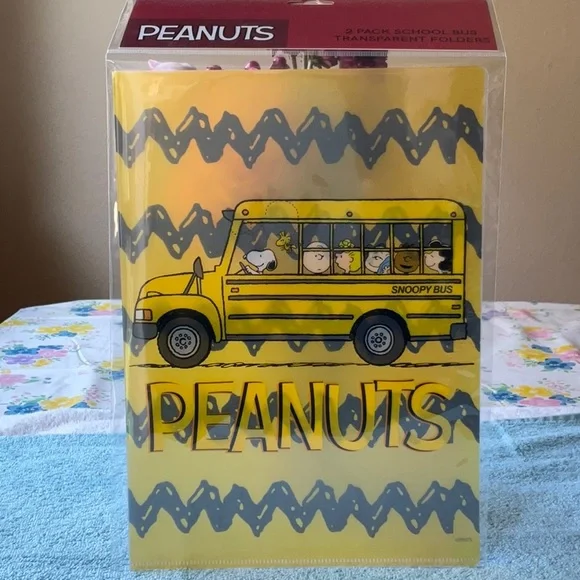 PEANUTS
2 PACK SCHOOL BUS
TRANSPARENT FOLDERS
SNOOPY BUS
PEANUTS